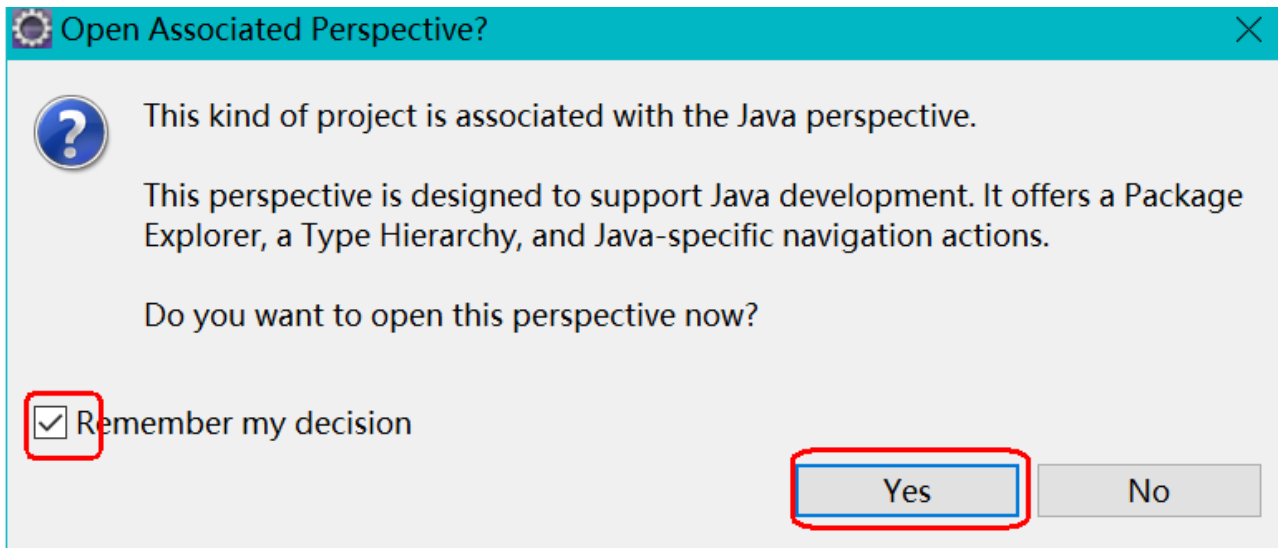 Open Associated Perspective?
This kind of project is associated with the Java perspective.
This perspective is designed to support Java development. It offers a Package
Explorer, a Type Hierarchy, and Java-specific navigation actions.
Do you want to open this perspective now?
Remember my decision
Yes
No